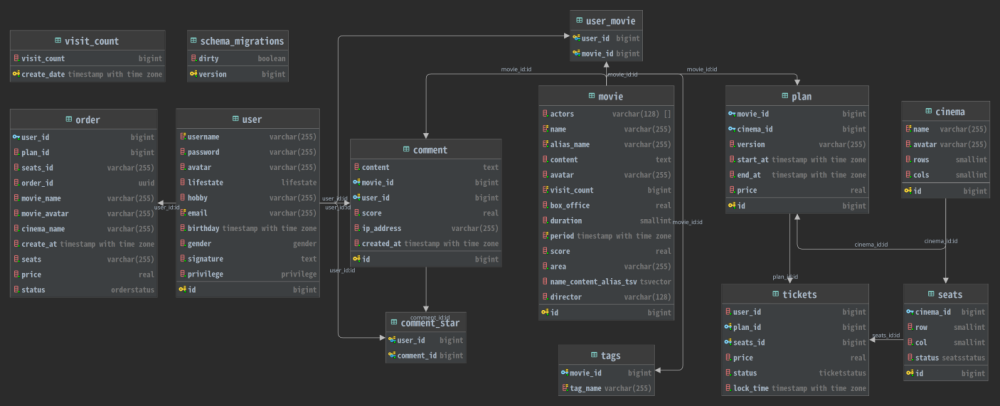 user_movie
user_id bigint
movie_id bigint
visit_count
visit_count bigint
create_date timestamp with time zone
schema_migrations
dirty boolean
version bigint
movie_id:id
movie_id:id
movie_id:id
order
user_id bigint
plan_id bigint
seats_id varchar(255)
order_id uuid
movie_name varchar(255)
movie_avatar varchar(255)
cinema_name varchar(255)
create_at timestamp with time zone
seats varchar(255)
price real
status orderstatus
user
username varchar(255)
password varchar(255)
avatar varchar(255)
lifestate lifestate
hobby varchar(255)
email varchar(255)
birthday timestamp with time zone
gender gender
signature text
privilege privilege
id bigint
user_id:id
user_id:id
user_id:id
user_id:id
comment
content text
movie_id bigint
user_id bigint
score real
ip_address varchar(255)
created_at timestamp with time zone
id bigint
comment_id:id
comment_star
user_id bigint
comment_id bigint
movie
actors varchar(128) []
name varchar(255)
alias_name varchar(255)
content text
avatar varchar(255)
visit_count bigint
box_office real
duration smallint
period timestamp with time zone
score real
area varchar(255)
name_content_alias_tsv tsvector
director varchar(128)
id bigint
movie_id:id
tags
movie_id bigint
tag_name varchar(255)
plan
movie_id bigint
cinema_id bigint
version varchar(255)
start_at timestamp with time zone
end_at timestamp with time zone
price real
id bigint
cinema
name varchar(255)
avatar varchar(255)
rows smallint
cols smallint
id bigint
cinema_id:id
cinema_id:id
plan_id:id
tickets
user_id bigint
plan_id bigint
seats_id bigint
price real
status ticketstatus
lock_time timestamp with time zone
seats_id:id
seats
cinema_id bigint
row smallint
col smallint
status seatsstatus
id bigint